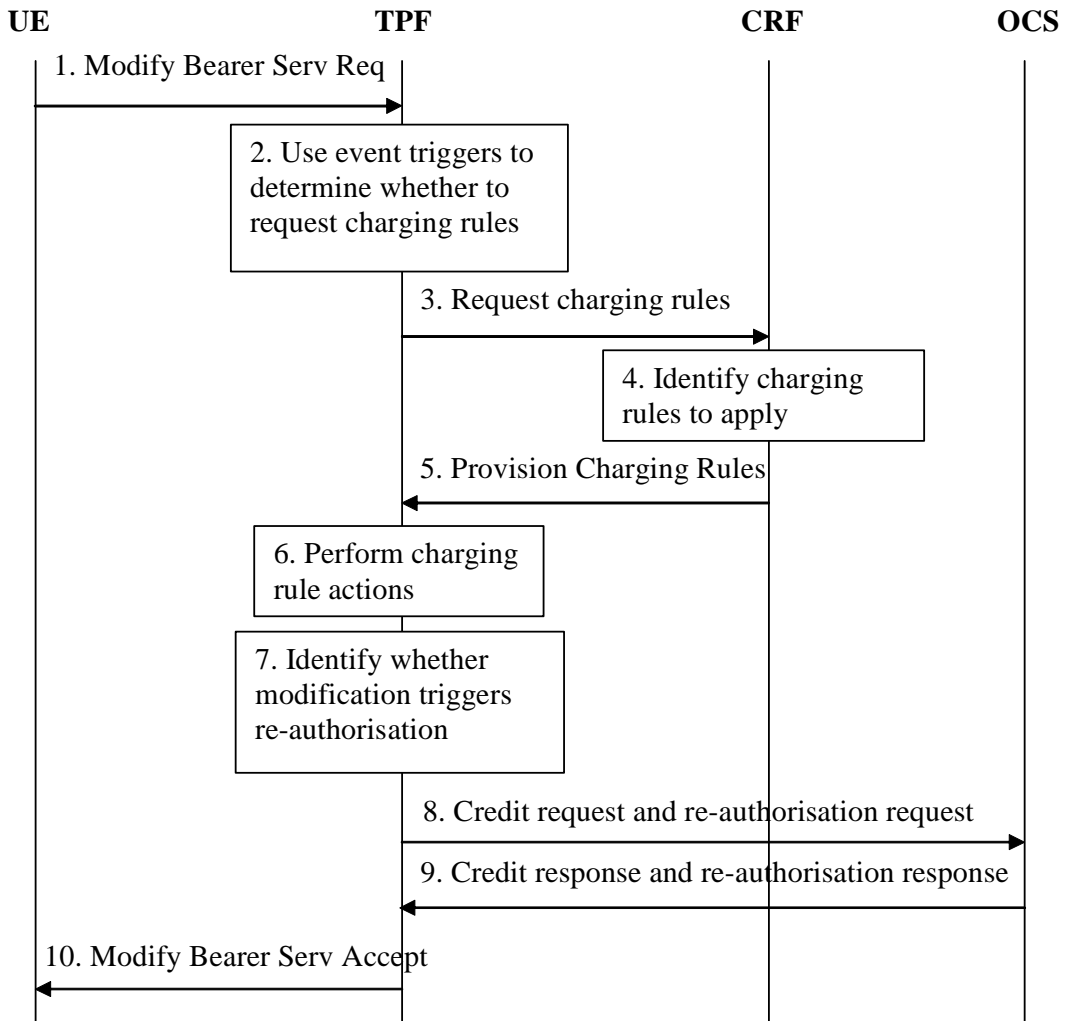 UE TPF CRF OCS
1. Modify Bearer Serv Req
2. Use event triggers to
determine whether to
request charging rules
3. Request charging rules
4. Identify charging
rules to apply
5. Provision Charging Rules
6. Perform charging
rule actions
7. Identify whether
modification triggers
re-authorisation
8. Credit request and re-authorisation request
9. Credit response and re-authorisation response
10. Modify Bearer Serv Accept